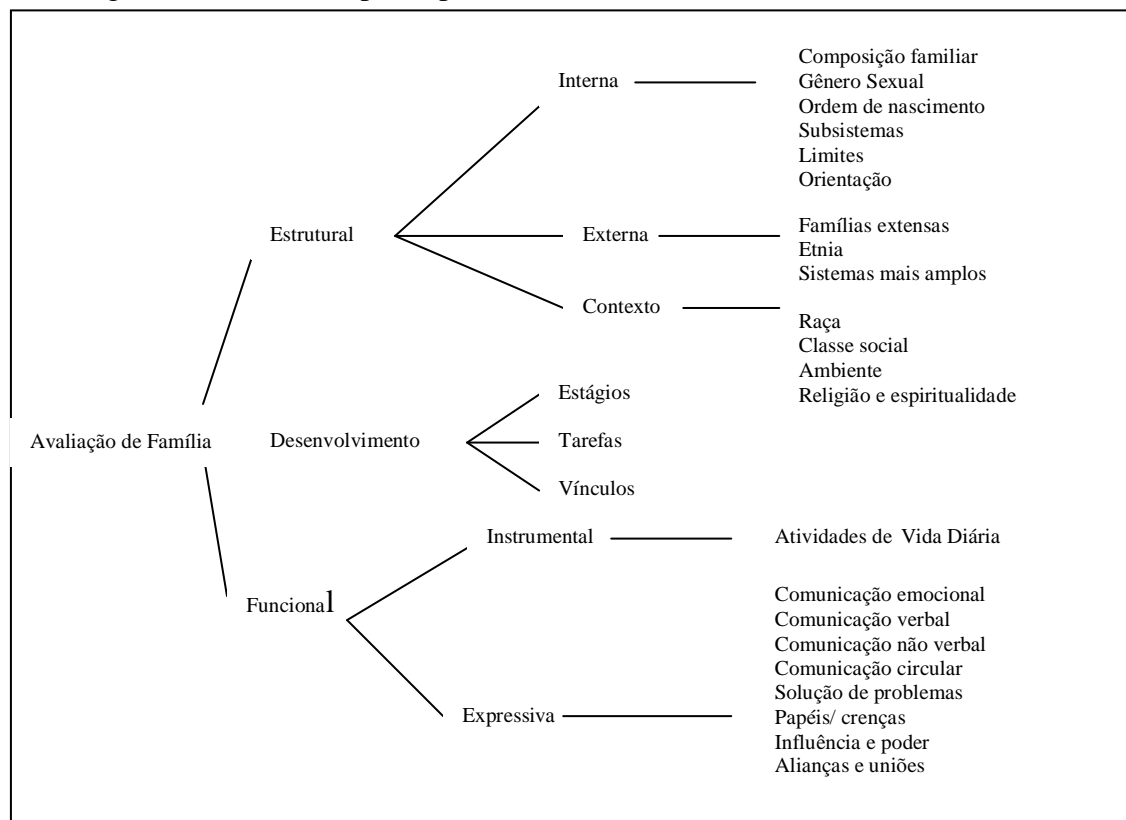 Interna
Composição familiar
Gênero Sexual
Ordem de nascimento
Subsistemas
Limites
Orientação
Estrutural
Externa
Famílias extensas
Etnia
Sistemas mais amplos
Contexto
Raça
Classe social
Ambiente
Religião e espiritualidade
Avaliação de Família
Desenvolvimento
Estágios
Tarefas
Vínculos
Funcional
Instrumental
Atividades de Vida Diária
Expressiva
Comunicação emocional
Comunicação verbal
Comunicação não verbal
Comunicação circular
Solução de problemas
Papéis/ crenças
Influência e poder
Alianças e uniões